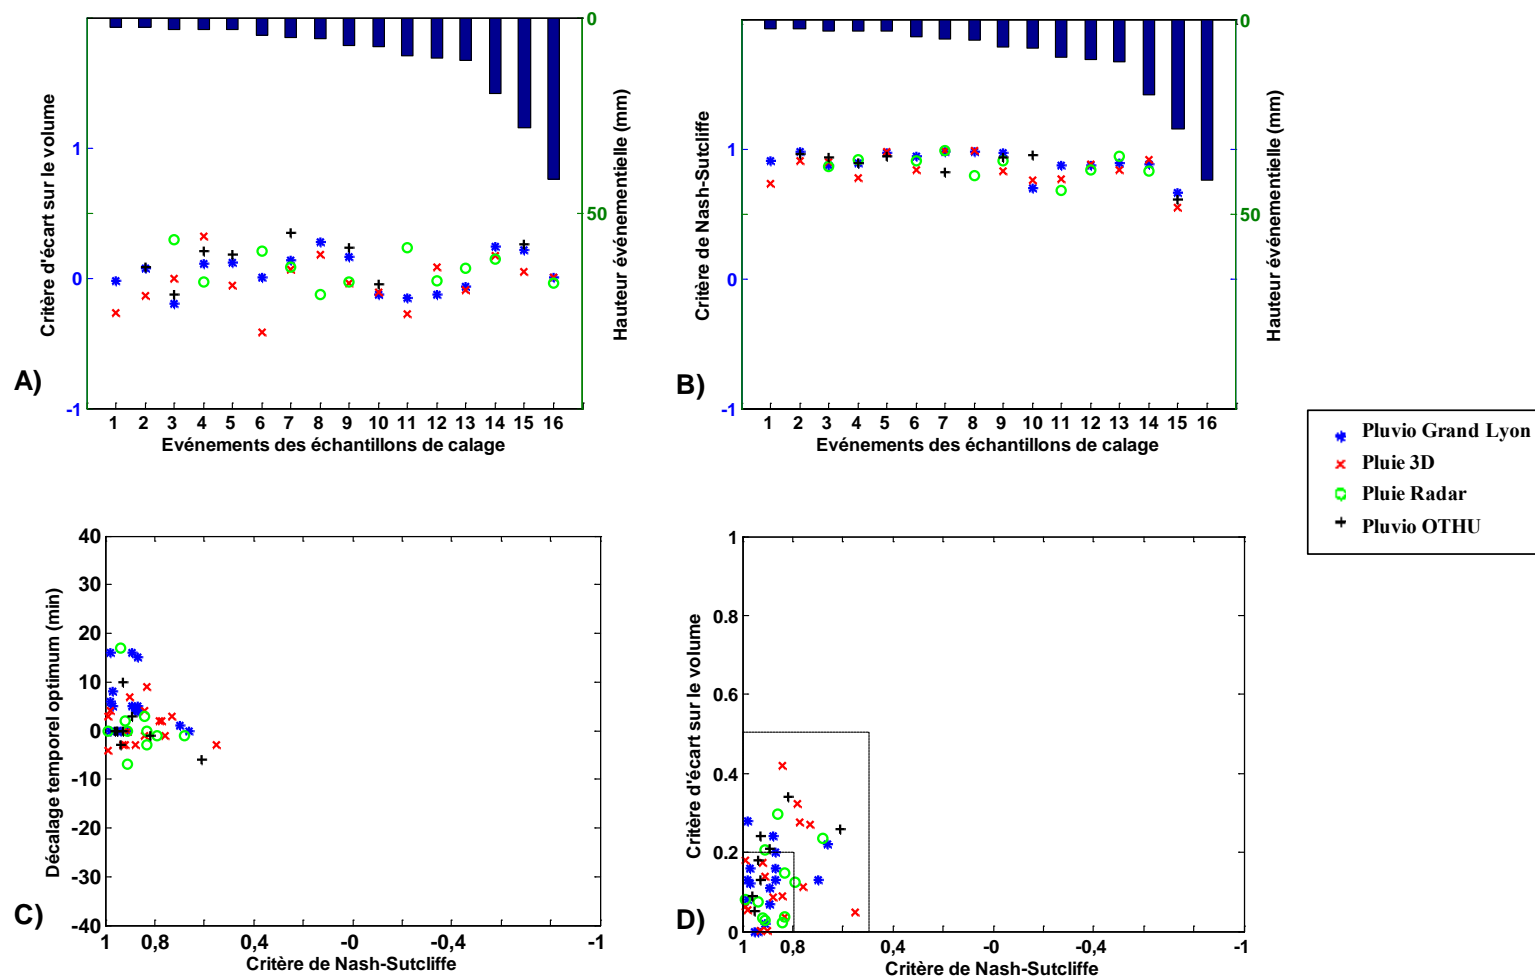 Critère d'écart sur le volume
1
0
-1
0
50
Hauteur événementielle (mm)
A)
1 2 3 4 5 6 7 8 9 10 11 12 13 14 15 16
Evénements des échantillons de calage
Critère de Nash-Sutcliffe
1
0
-1
0
50
Hauteur événementielle (mm)
B)
1 2 3 4 5 6 7 8 9 10 11 12 13 14 15 16
Evénements des échantillons de calage
Pluvio Grand Lyon
Pluie 3D
Pluie Radar
Pluvio OTHU
Décalage temporel optimum (min)
40
30
20
10
0
-10
-20
-30
-40
C)
1 0,8 0,4 -0 -0,4 -1
Critère de Nash-Sutcliffe
Critère d'écart sur le volume
1
0.8
0.6
0.4
0.2
0
D)
1 0,8 0,4 -0 -0,4 -1
Critère de Nash-Sutcliffe